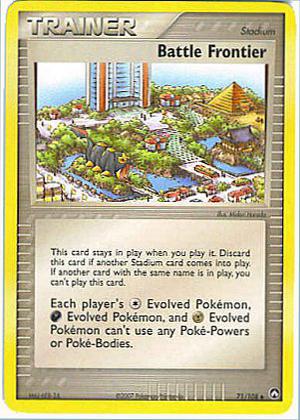 TRAINER
Stadium
Battle Frontier
Illus. Midori Harada
This card stays in play when you play it. Discard
this card if another Stadium card comes into play.
If another card with the same name is in play, you
can't play this card.
Each player's Evolved Pokémon,
Evolved Pokémon, and Evolved
Pokémon can't use any Poké-Powers
or Poké-Bodies.
©2007 Pokémon
71/108